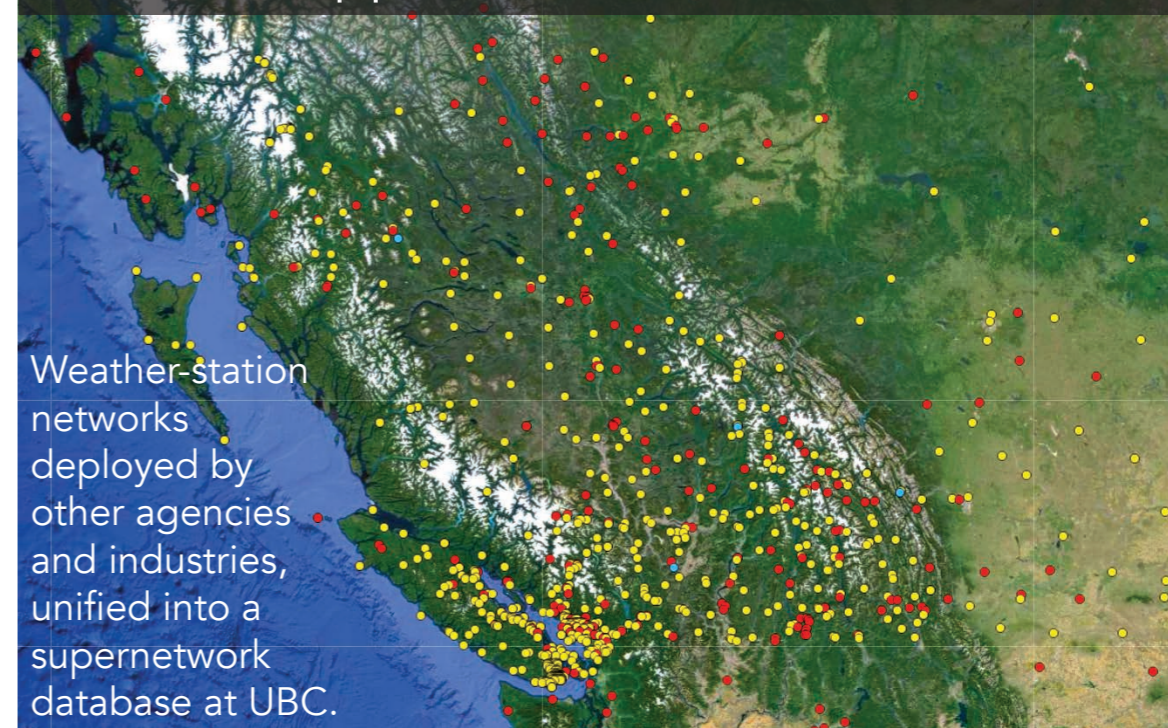 Weather-station
networks
deployed by
other agencies
and industries,
unified into a
supernetwork
database at UBC.